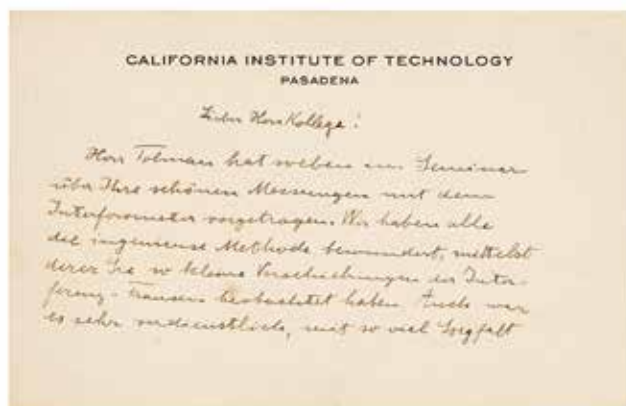 CALIFORNIA INSTITUTE OF TECHNOLOGY
PASADENA
Lieber Herr Kollege!
Herr Tolman hat soeben im Seminar
über Ihre schönen Messungen mit dem
Interferometer vorgetragen. Wir haben alle
die ingeniense Methode bewundert, mittelst
derer Sie so kleine Verschiebungen der Inter-
ferenz-Fransen beobachtet haben. Auch war
es sehr verdienstlich, mit so viel Sorgfalt